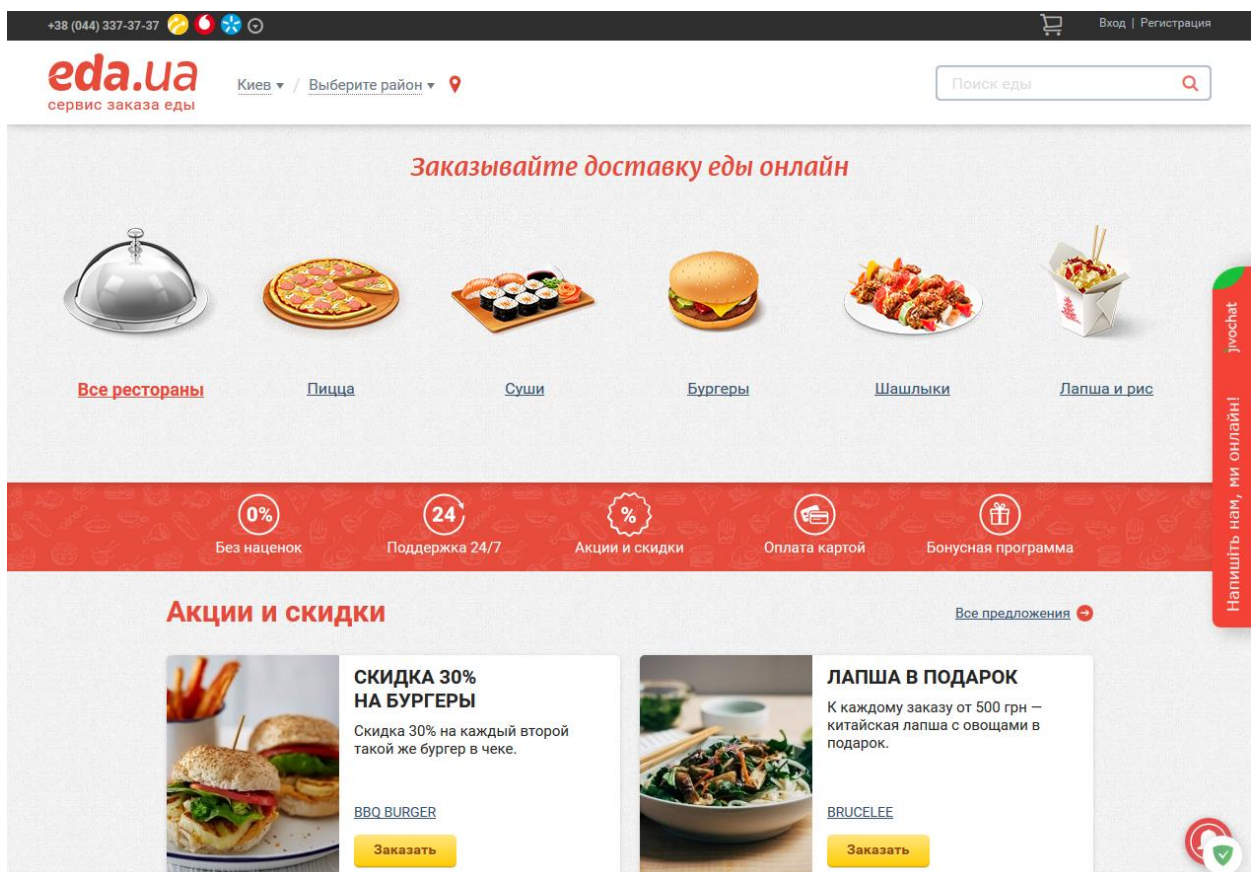 +38 (044) 337-37-37
Вход | Регистрация
eda.ua
сервис заказа еды
Киев / Выберите район
Поиск еды
Заказывайте доставку еды онлайн
Все рестораны
Пицца
Суши
Бургеры
Шашлыки
Лапша и рис
jivochat
Напишіть нам, ми онлайн!
0%
24
%
Без наценок
Поддержка 24/7
Акции и скидки
Оплата картой
Бонусная программа
Акции и скидки
Все предложения
СКИДКА 30%
НА БУРГЕРЫ
Скидка 30% на каждый второй
такой же бургер в чеке.
BBQ BURGER
Заказать
ЛАПША В ПОДАРОК
К каждому заказу от 500 грн —
китайская лапша с овощами в
подарок.
BRUCELEE
Заказать